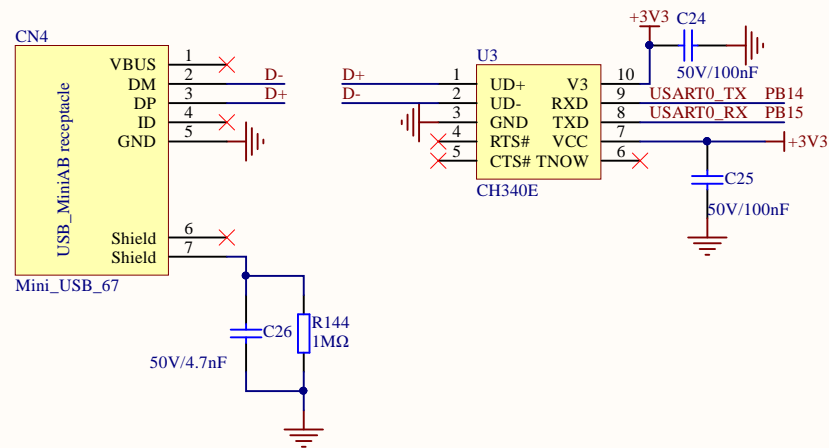 CN4
USB_MiniAB receptacle
VBUS 1
DM 2 D-
DP 3 D+
ID 4
GND 5
Shield 6
Shield 7
Mini_USB_67
C26
50V/4.7nF
R144
1MΩ
U3
D+ 1 UD+ V3 10
D- 2 UD- RXD 9 USART0_TX PB14
3 GND TXD 8 USART0_RX PB15
4 RTS# VCC 7 +3V3
5 CTS# TNOW 6
CH340E
+3V3
C24
50V/100nF
C25
50V/100nF